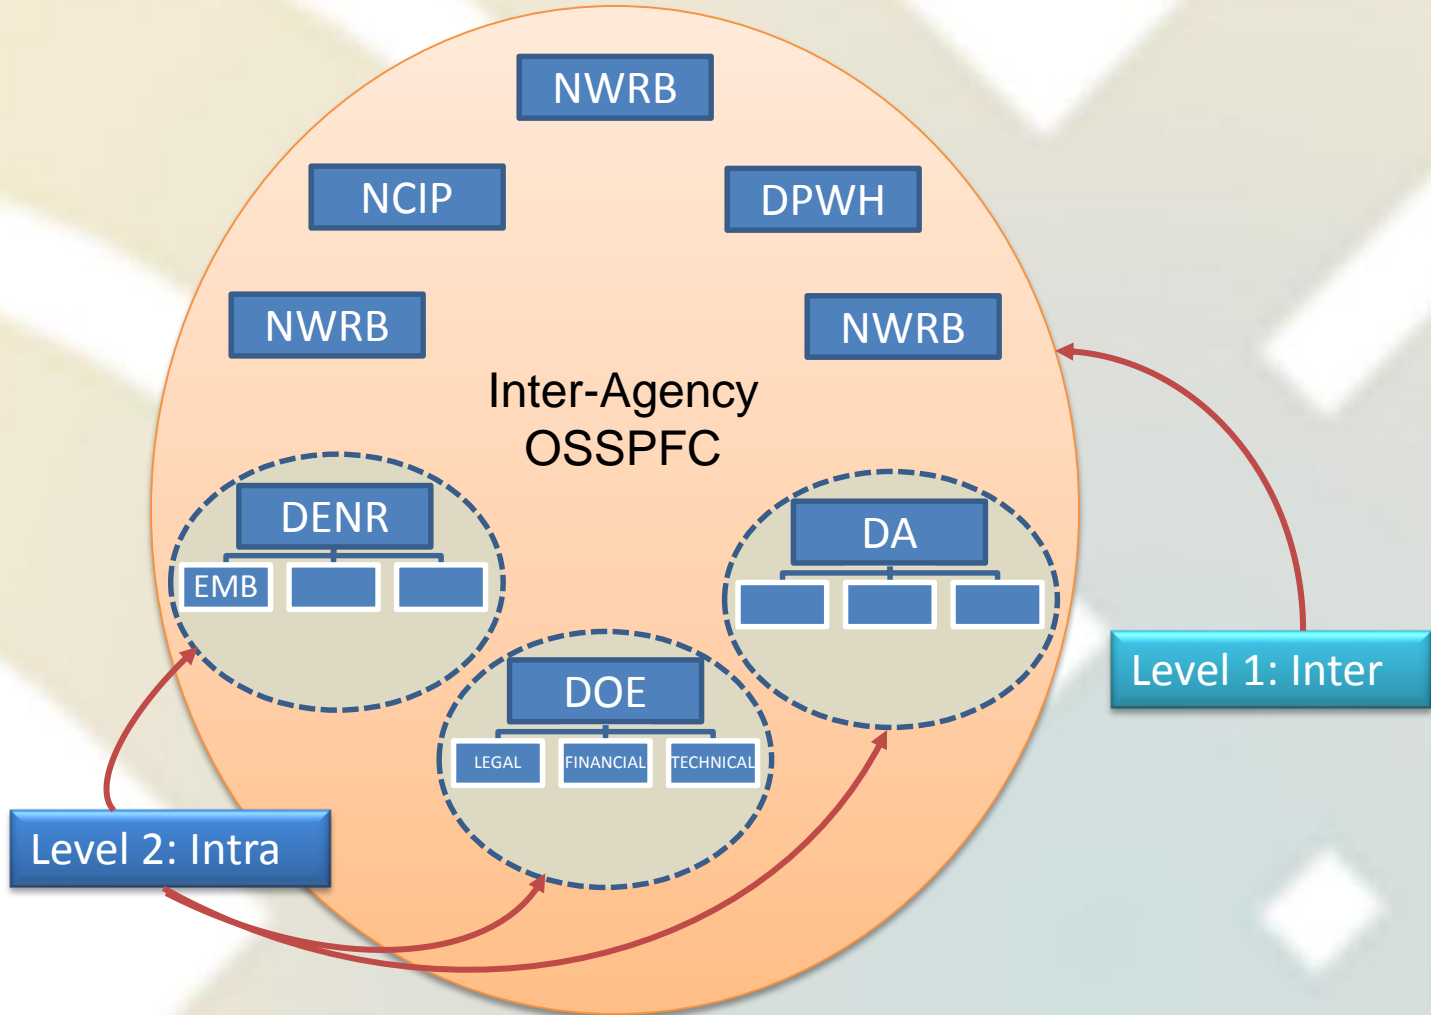 NWRB
NCIP
DPWH
NWRB
NWRB
Inter-Agency
OSSPFC
DENR
EMB
DA
DOE
LEGAL
FINANCIAL
TECHNICAL
Level 1: Inter
Level 2: Intra